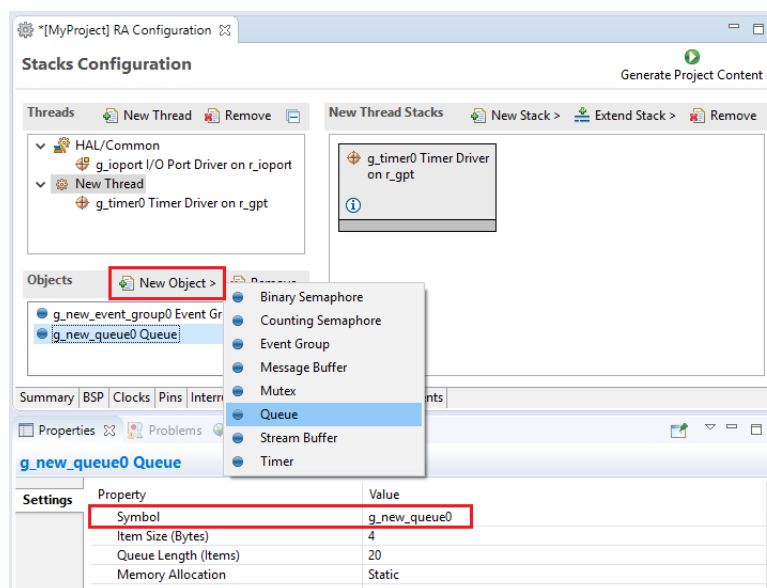 *[MyProject] RA Configuration
Stacks Configuration
Generate Project Content
Threads New Thread Remove
HAL/Common
g_ioport I/O Port Driver on r_ioport
New Thread
g_timer0 Timer Driver on r_gpt
New Thread Stacks New Stack > Extend Stack > Remove
g_timer0 Timer Driver
on r_gpt
Objects New Object > Remove
g_new_event_group0 Event Gr
g_new_queue0 Queue
Binary Semaphore
Counting Semaphore
Event Group
Message Buffer
Mutex
Queue
Stream Buffer
Timer
Summary BSP Clocks Pins Interr nts
Properties Problems
g_new_queue0 Queue
Settings
Property Value
Symbol g_new_queue0
Item Size (Bytes) 4
Queue Length (Items) 20
Memory Allocation Static